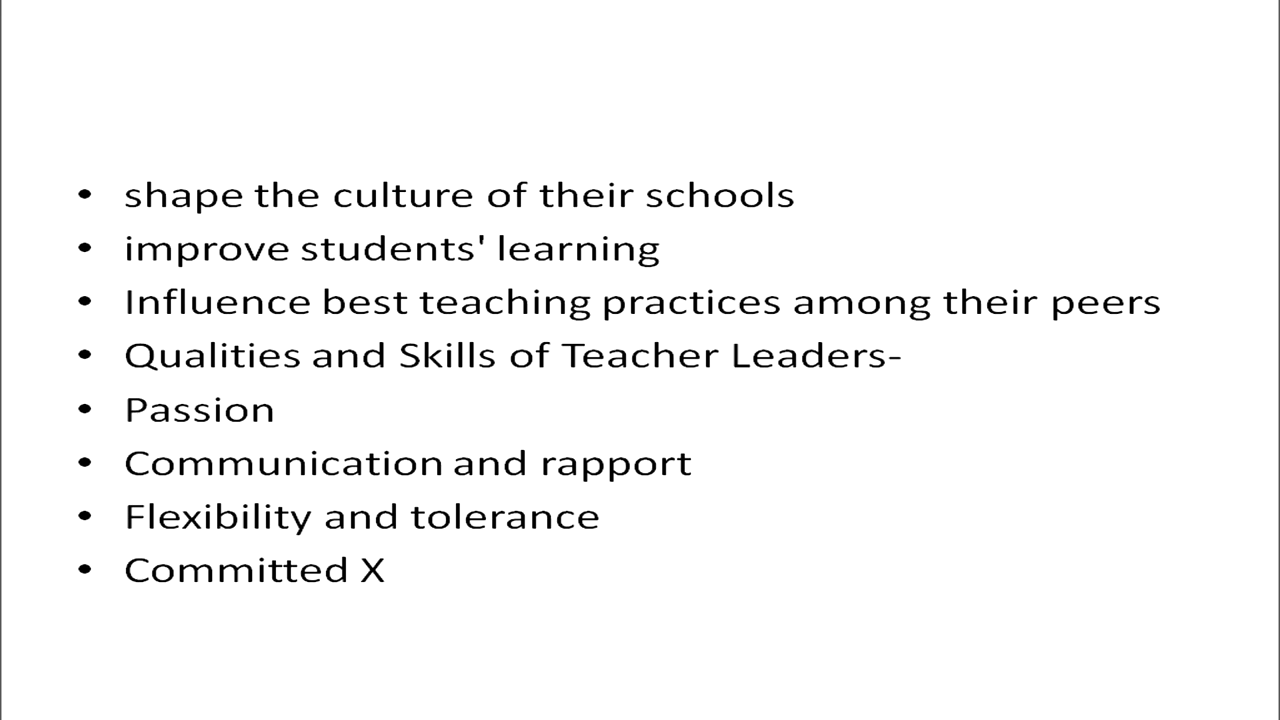 • shape the culture of their schools
• improve students' learning
• Influence best teaching practices among their peers
• Qualities and Skills of Teacher Leaders-
• Passion
• Communication and rapport
• Flexibility and tolerance
• Committed X